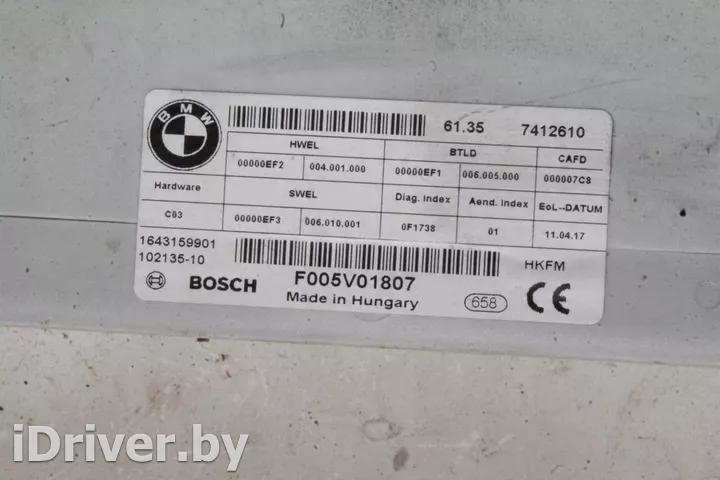 BMW
61.35 7412610
HWEL BTLD CAFD
00000EF2 004.001.000 00000EF1 006.005.000 000007C8
Hardware SWEL Diag. Index Aend. Index EoL--DATUM
C03 00000EF3 006.010.001 0F1738 01 11.04.17
1643159901
102135-10
HKFM
BOSCH F005V01807
Made in Hungary
658
CE
iDriver.by